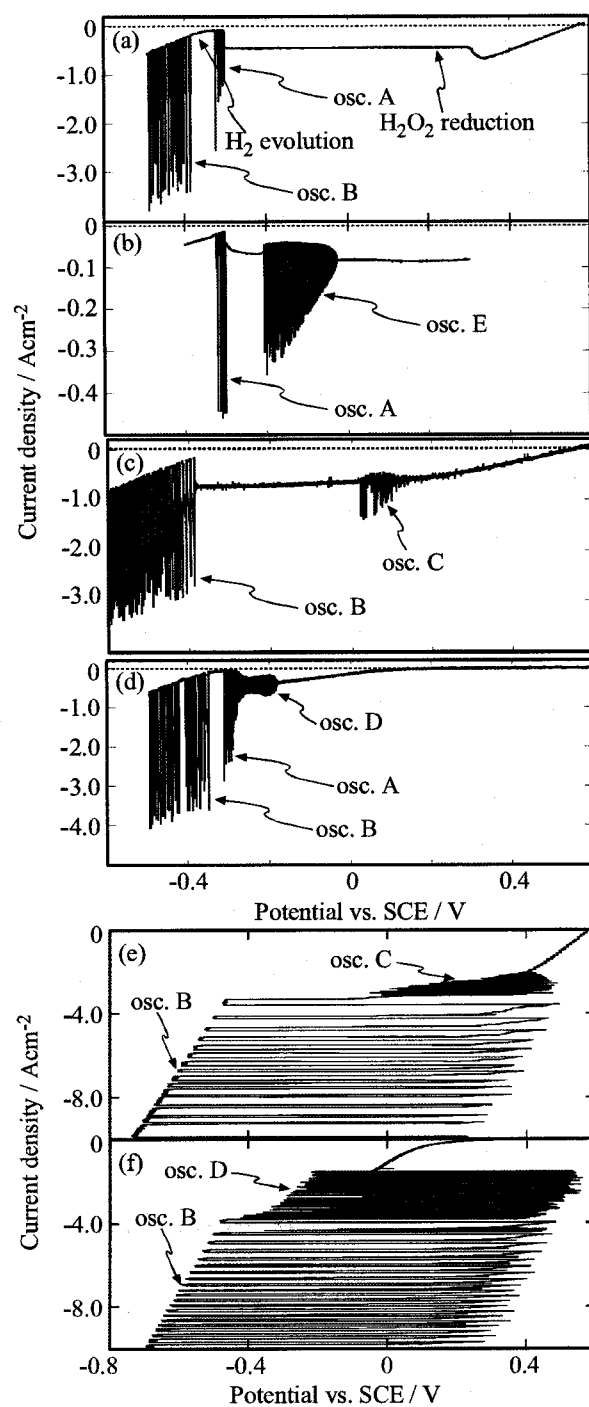 (a)
0
-1.0
-2.0
-3.0
osc. A
H2 evolution
H2O2 reduction
osc. B
(b)
0
-0.1
-0.2
-0.3
-0.4
osc. E
osc. A
Current density / Acm-2
(c)
0
-1.0
-2.0
-3.0
osc. C
osc. B
(d)
0
-1.0
-2.0
-3.0
-4.0
osc. D
osc. A
osc. B
-0.4
0
0.4
Potential vs. SCE / V
(e)
0
-4.0
-8.0
osc. C
osc. B
Current density / Acm-2
(f)
0
-4.0
-8.0
osc. D
osc. B
-0.8
-0.4
0
0.4
Potential vs. SCE / V